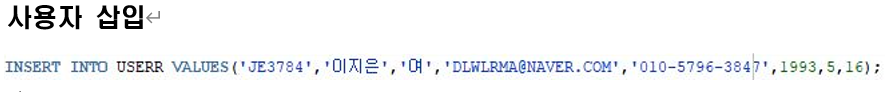 사용자 삽입
INSERT INTO USERR VALUES('JE3784','이지은','여','DLWLRMA@NAVER.COM','010-5796-3847',1993,5,16);